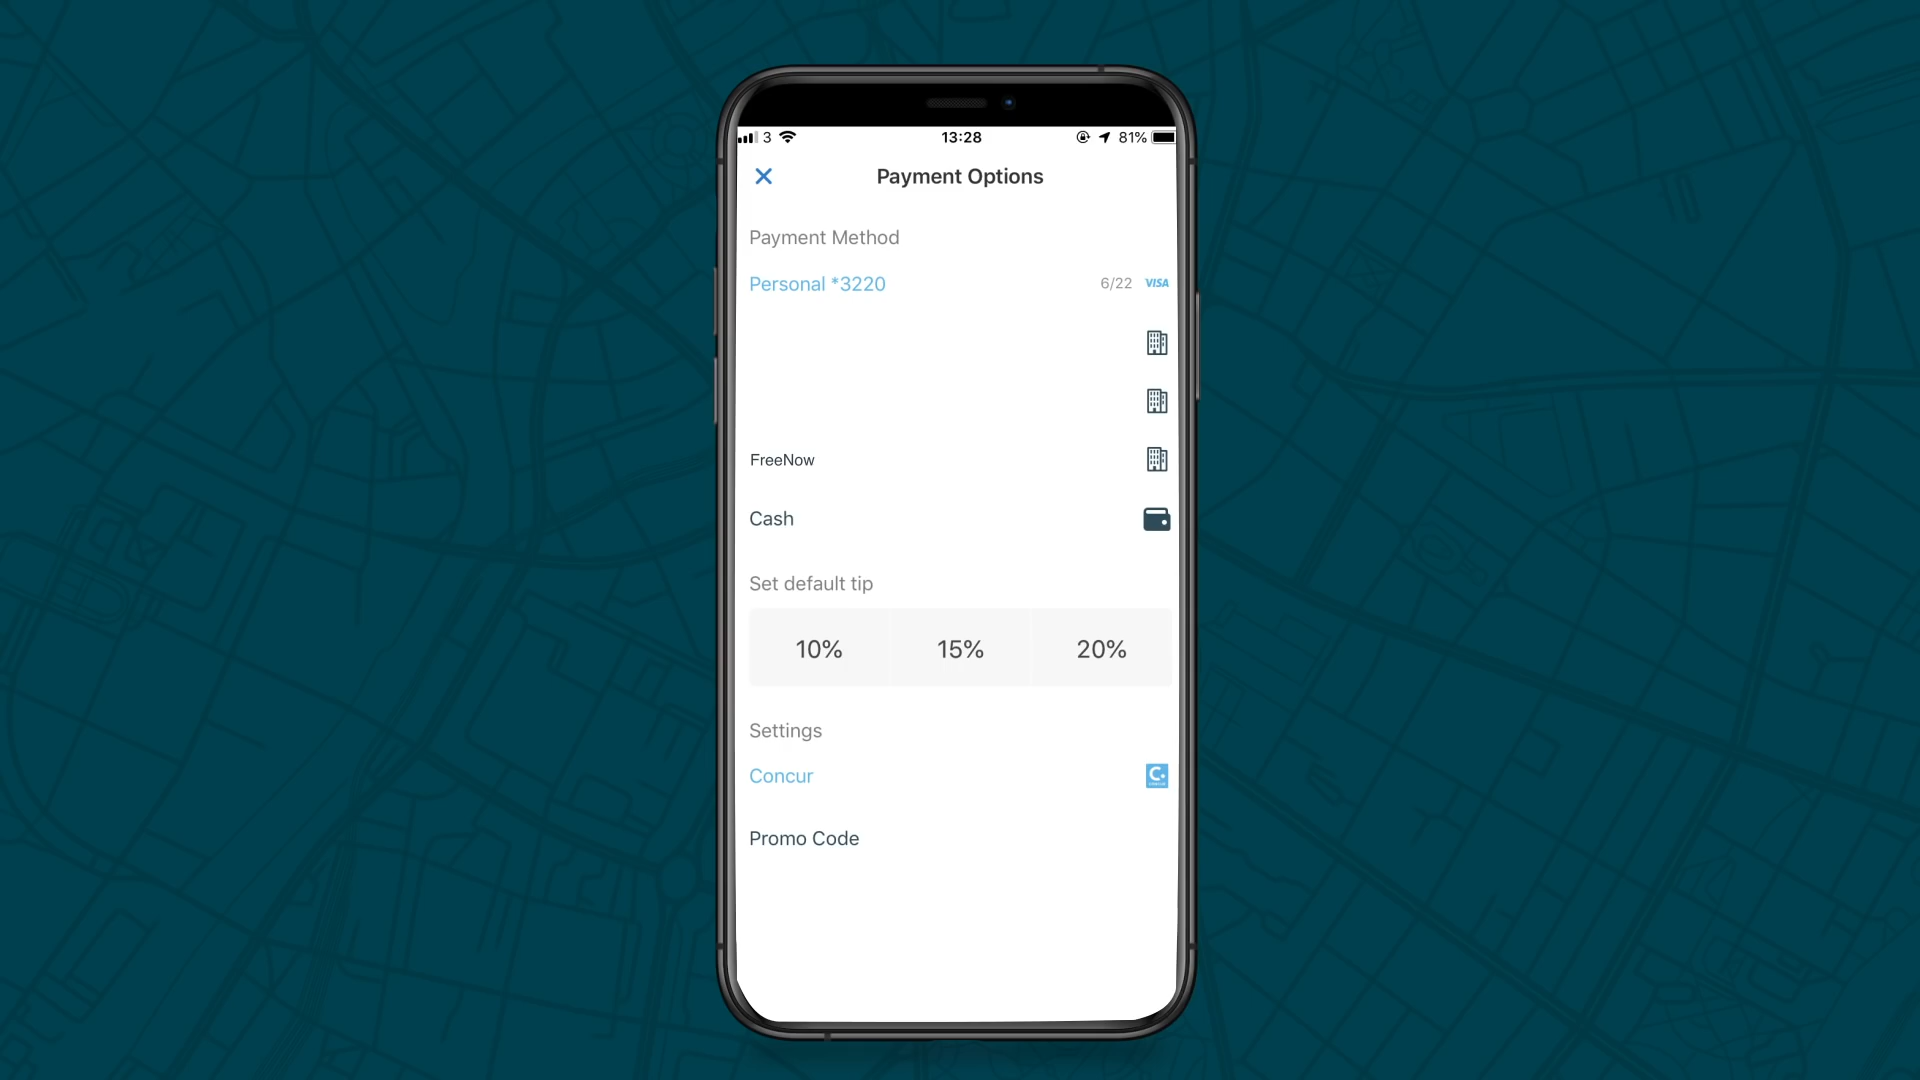 3 13:28 81%
Payment Options
Payment Method
Personal *3220 6/22 VISA
FreeNow
Cash
Set default tip
10% 15% 20%
Settings
Concur C.
Promo Code